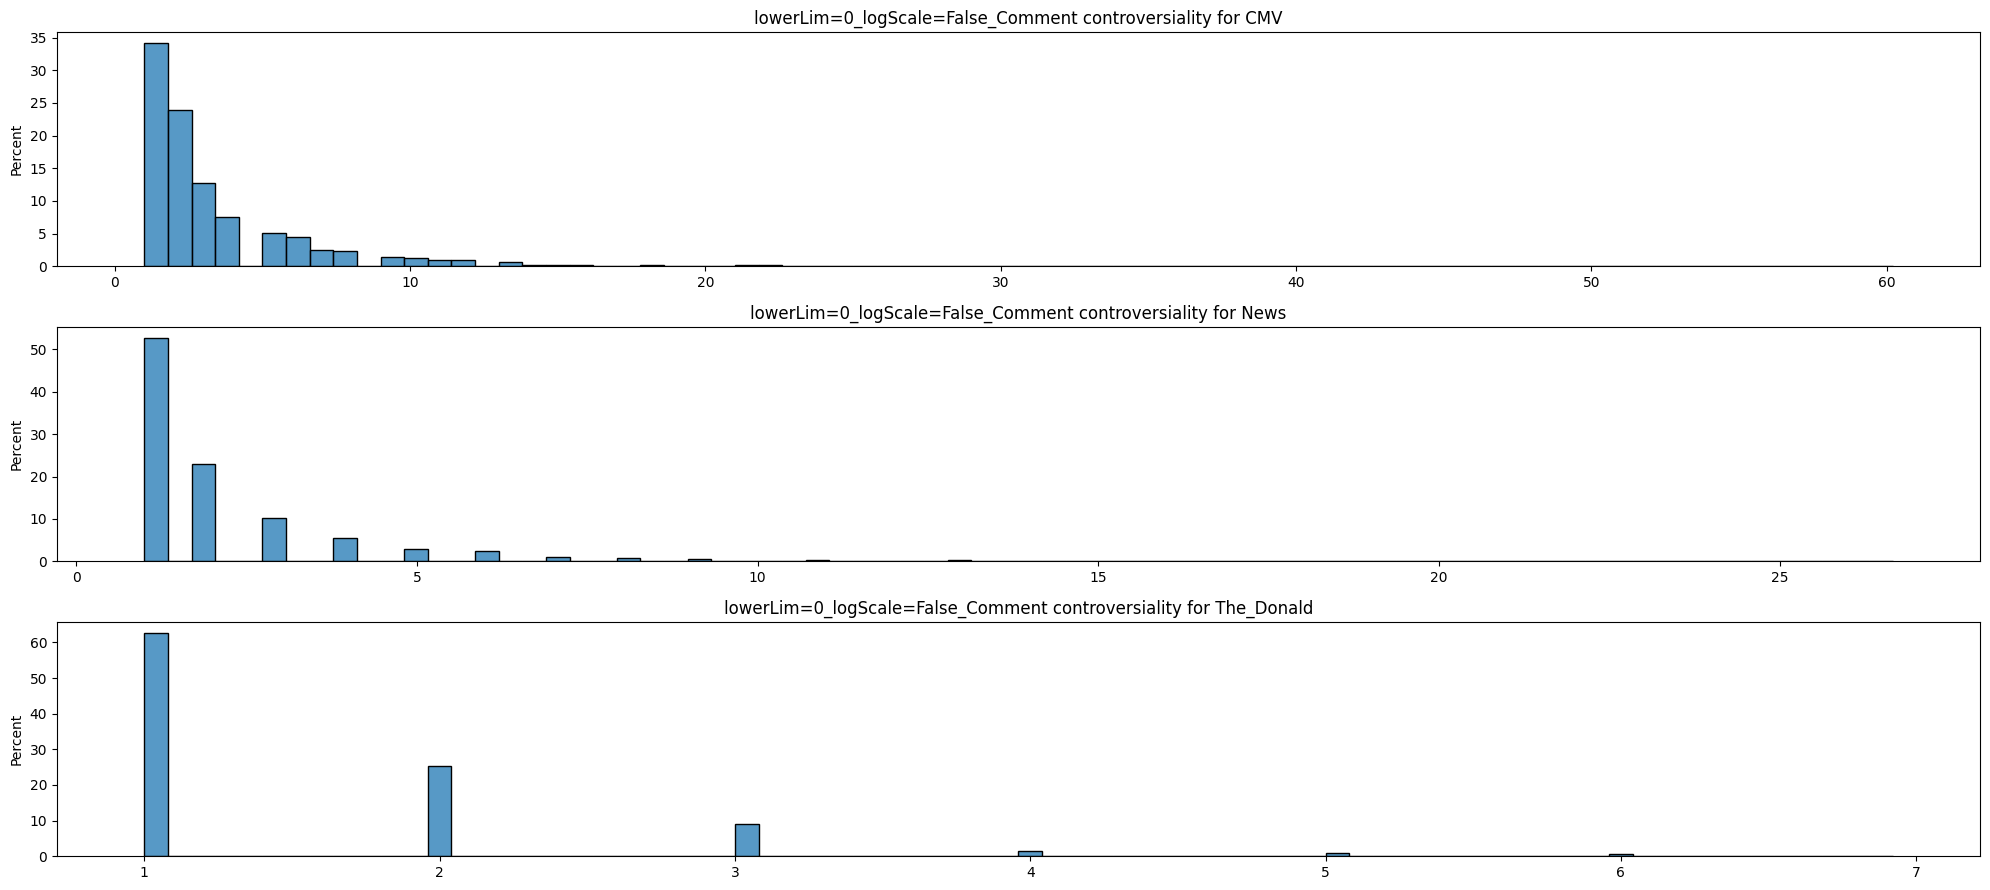 lowerLim=0_logScale=False_Comment controversiality for CMV
Percent
35
30
25
20
15
10
5
0
0 10 20 30 40 50 60
lowerLim=0_logScale=False_Comment controversiality for News
Percent
50
40
30
20
10
0
0 5 10 15 20 25
lowerLim=0_logScale=False_Comment controversiality for The_Donald
Percent
60
50
40
30
20
10
0
1 2 3 4 5 6 7